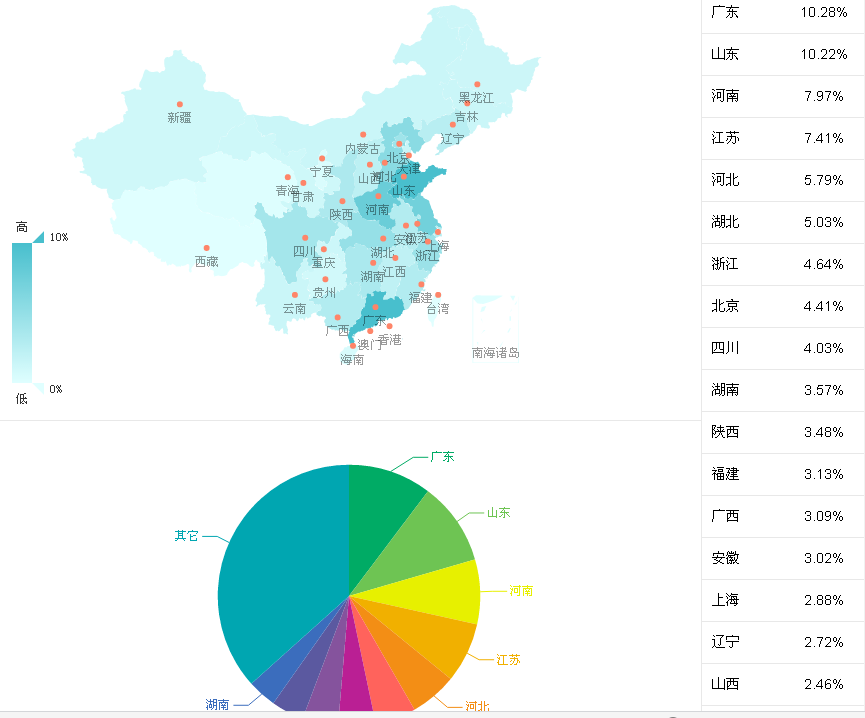 黑龙江
新疆
吉林
辽宁
内蒙古
北京
宁夏
天津
山西
河北
青海
甘肃
山东
陕西
河南
高
10%
四川
安徽
江苏
上海
西藏
重庆
湖北
浙江
湖南
江西
贵州
福建
云南
台湾
广西
广东
澳门
香港
海南
南海诸岛
0%
低
广东
山东
其它
河南
江苏
湖南
河北
广东 10.28%
山东 10.22%
河南 7.97%
江苏 7.41%
河北 5.79%
湖北 5.03%
浙江 4.64%
北京 4.41%
四川 4.03%
湖南 3.57%
陕西 3.48%
福建 3.13%
广西 3.09%
安徽 3.02%
上海 2.88%
辽宁 2.72%
山西 2.46%